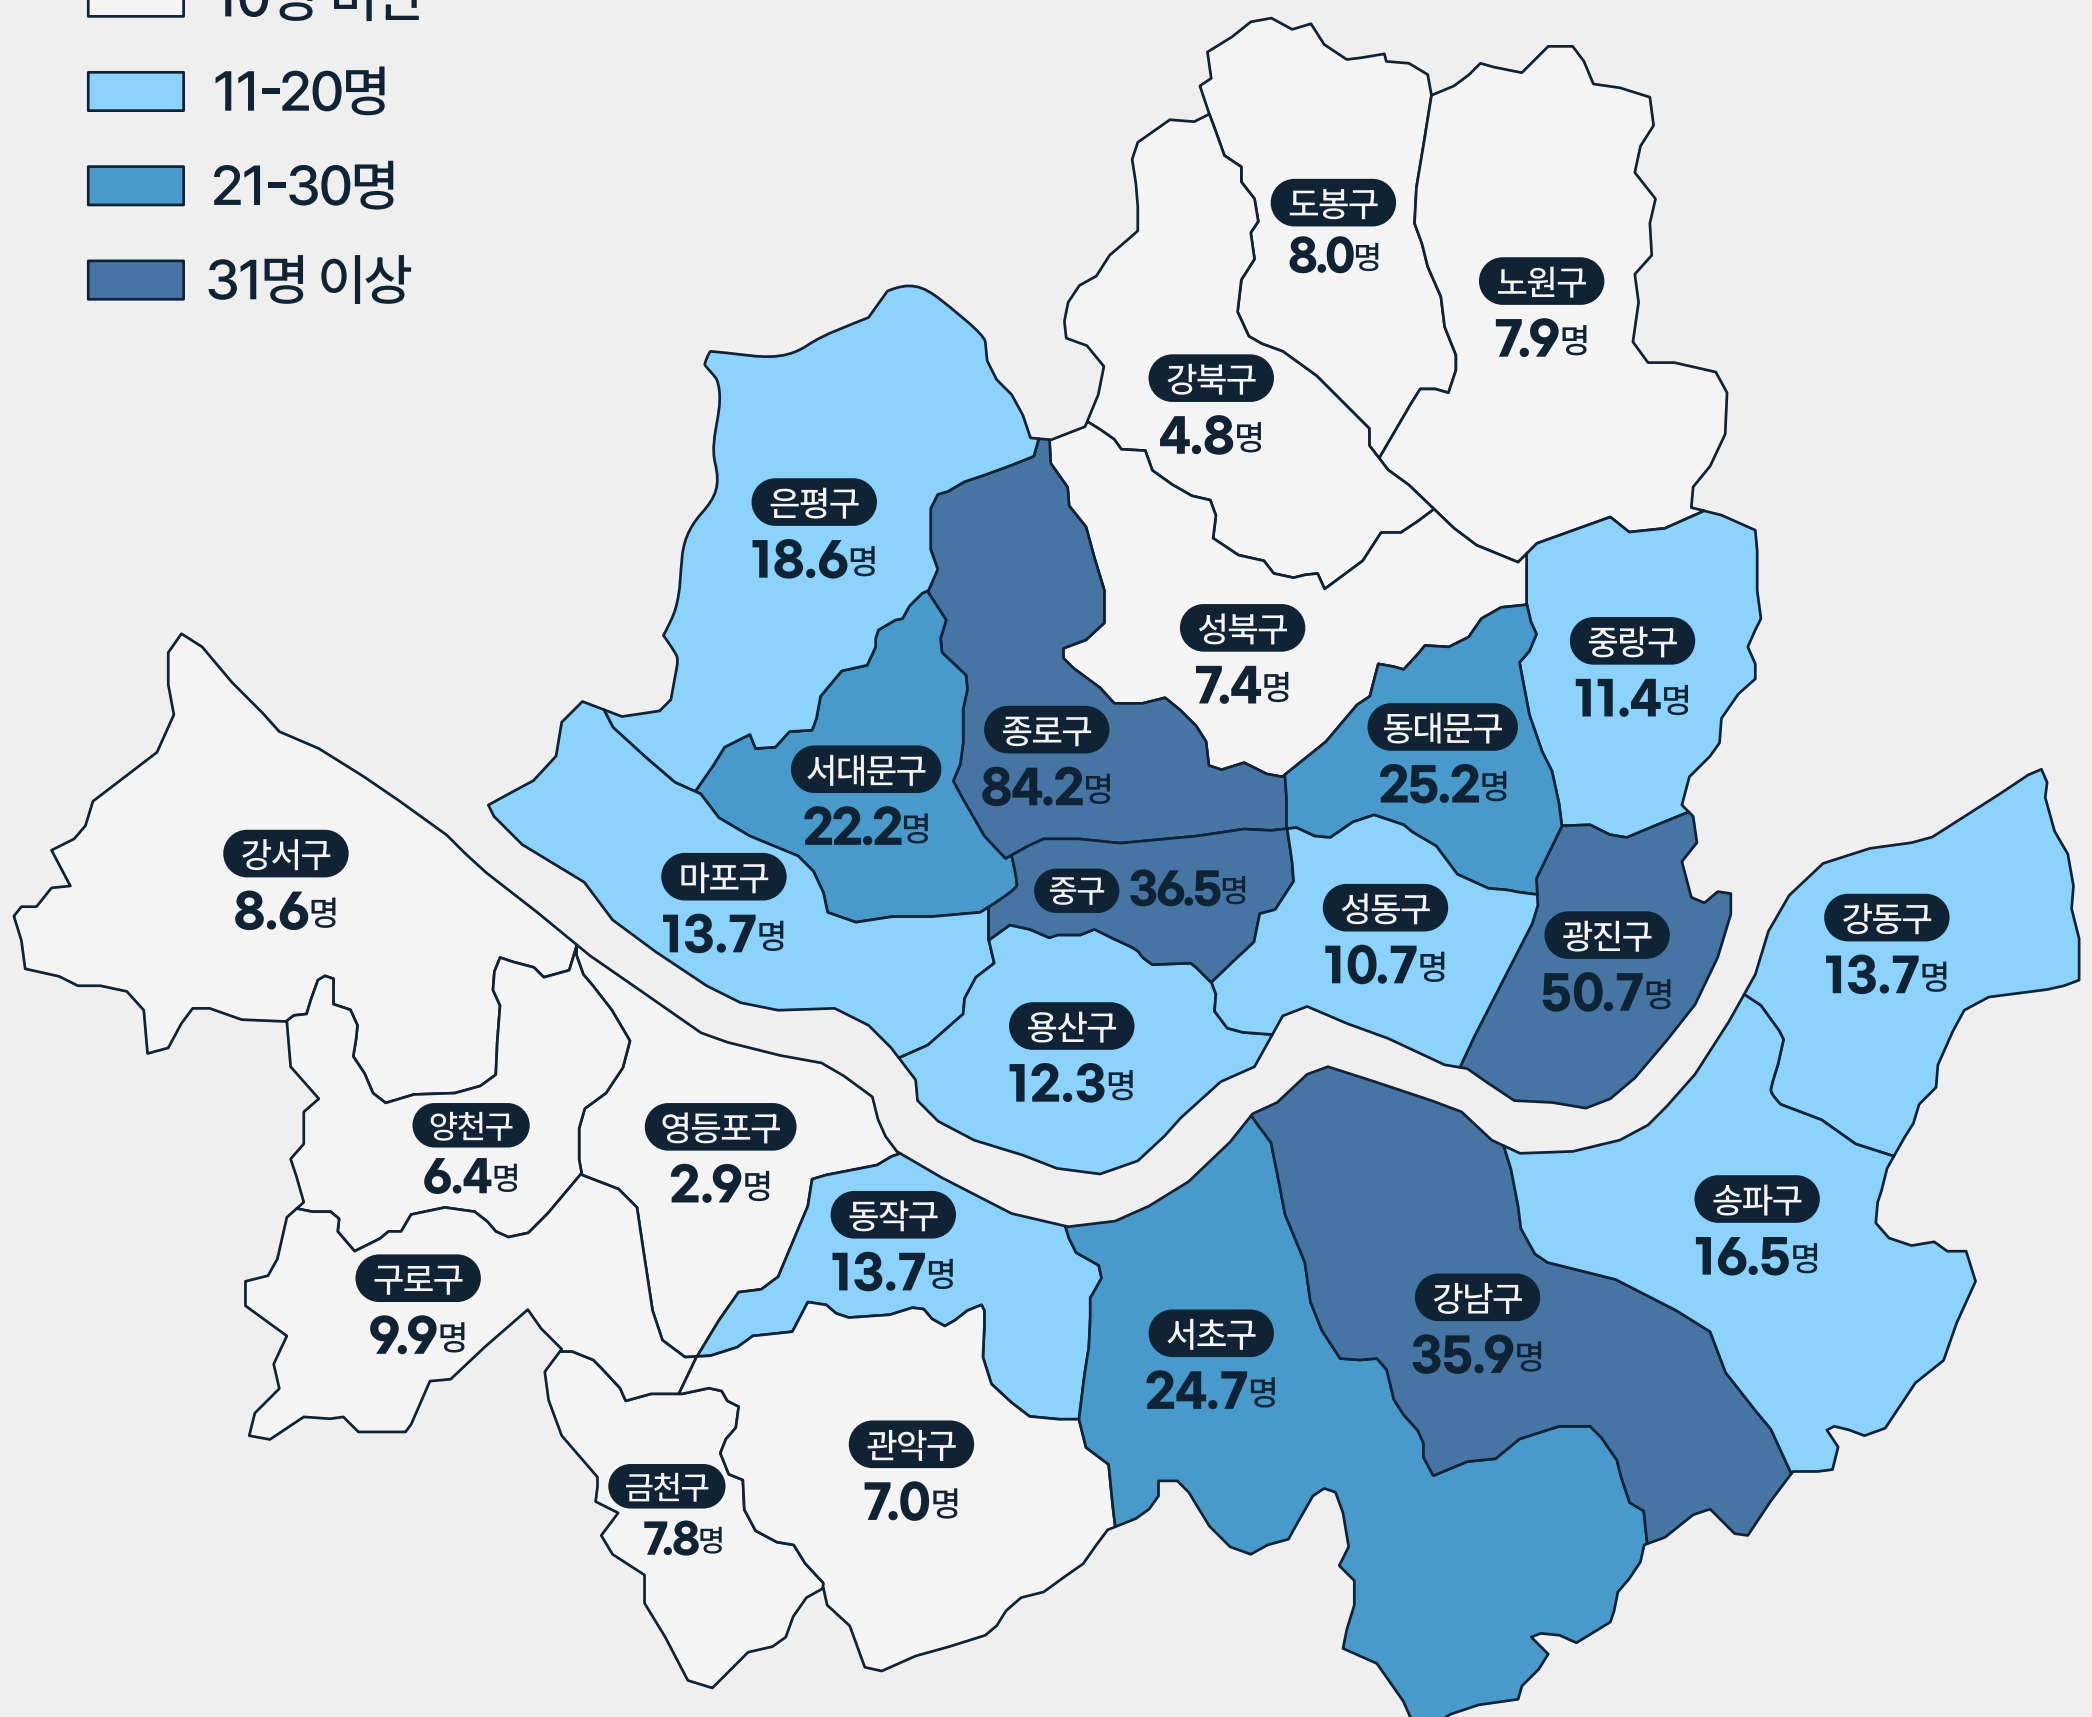 11-20명
21-30명
31명 이상
도봉구
8.0명
노원구
7.9명
강북구
4.8명
은평구
18.6명
성북구
7.4명
중랑구
11.4명
종로구
84.2명
동대문구
25.2명
서대문구
22.2명
강서구
8.6명
마포구
13.7명
중구 36.5명
성동구
10.7명
광진구
50.7명
강동구
13.7명
용산구
12.3명
양천구
6.4명
영등포구
2.9명
동작구
13.7명
송파구
16.5명
구로구
9.9명
강남구
35.9명
서초구
24.7명
관악구
7.0명
금천구
7.8명